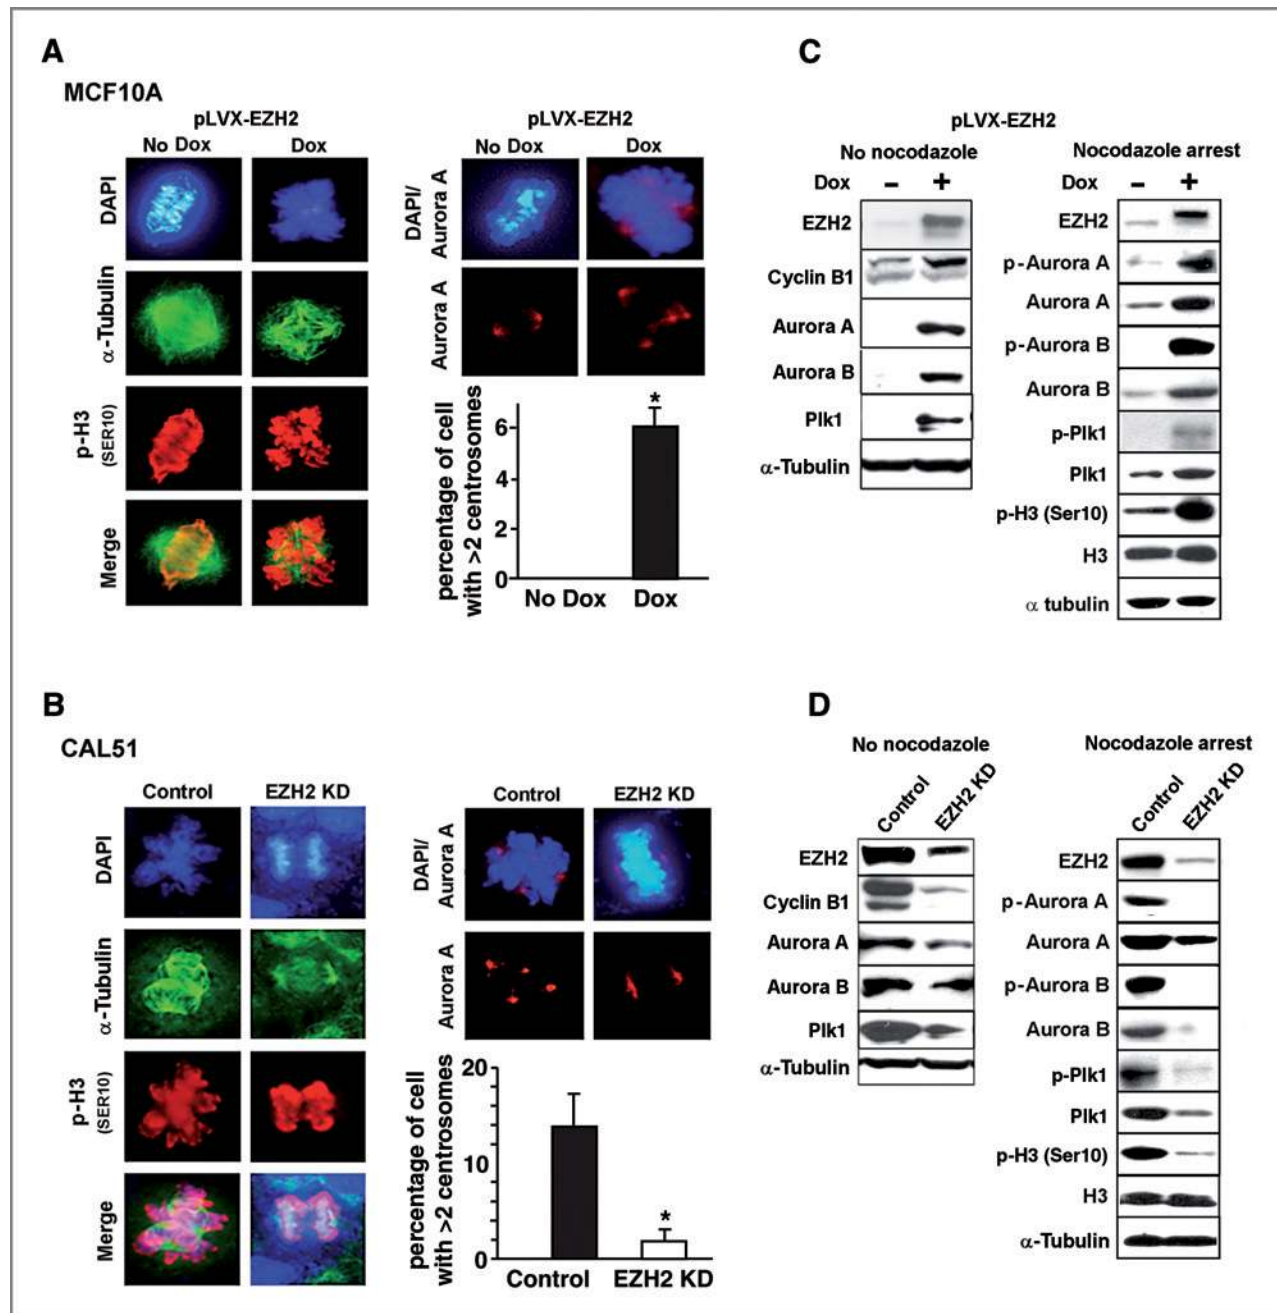 A
MCF10A
pLVX-EZH2
No Dox Dox
DAPI
α-Tubulin
p-H3
(SER10)
Merge
pLVX-EZH2
No Dox Dox
DAPI/
Aurora A
Aurora A
percentage of cell
with >2 centrosomes
6
4
2
0
*
No Dox Dox
C
pLVX-EZH2
No nocodazole
Dox - +
EZH2
Cyclin B1
Aurora A
Aurora B
Plk1
α-Tubulin
Nocodazole arrest
Dox - +
EZH2
p-Aurora A
Aurora A
p-Aurora B
Aurora B
p-Plk1
Plk1
p-H3 (Ser10)
H3
α tubulin
B
CAL51
Control EZH2 KD
DAPI
α-Tubulin
p-H3
(SER10)
Merge
Control EZH2 KD
DAPI/
Aurora A
Aurora A
percentage of cell
with >2 centrosomes
20
10
0
*
Control EZH2 KD
D
No nocodazole
Control EZH2 KD
EZH2
Cyclin B1
Aurora A
Aurora B
Plk1
α-Tubulin
Nocodazole arrest
Control EZH2 KD
EZH2
p-Aurora A
Aurora A
p-Aurora B
Aurora B
p-Plk1
Plk1
p-H3 (Ser10)
H3
α-Tubulin